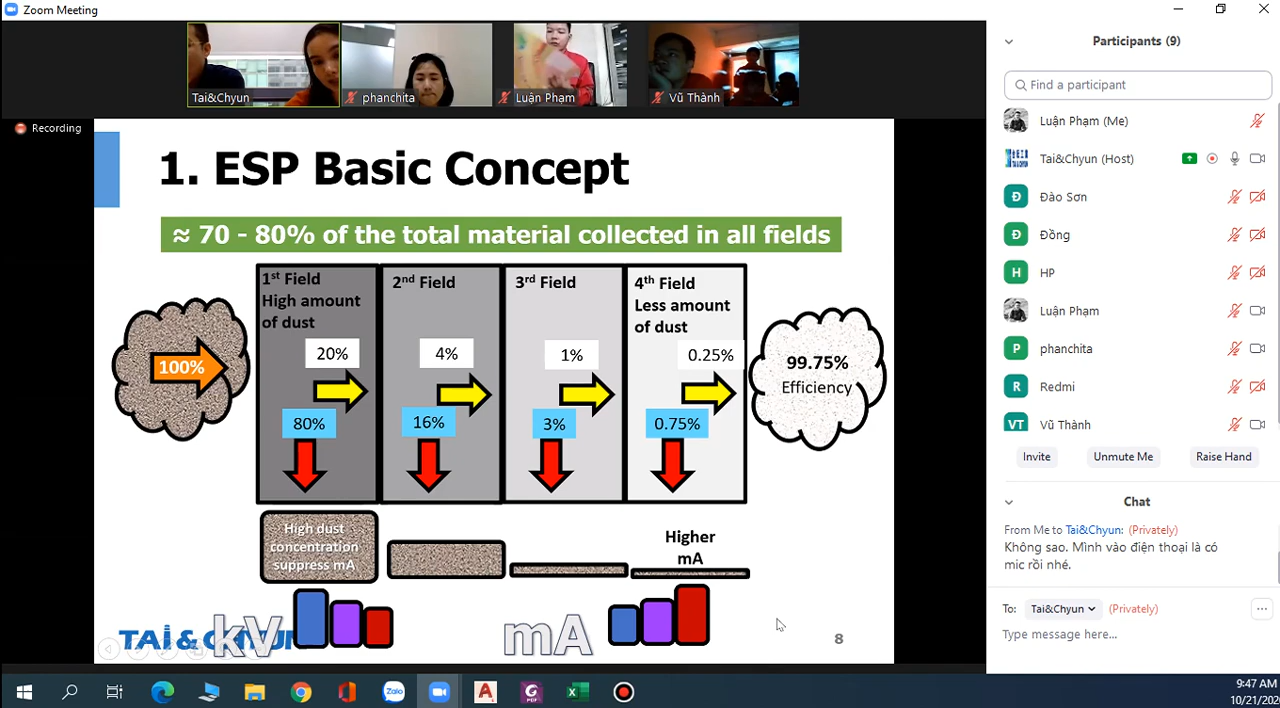 Zoom Meeting
Tai&Chyun
phanchita
Luận Phạm
Vũ Thành
Recording
1. ESP Basic Concept
≈ 70 - 80% of the total material collected in all fields
1st Field
High amount
of dust
2nd Field
3rd Field
4th Field
Less amount
of dust
20%
4%
1%
0.25%
100%
80%
16%
3%
0.75%
99.75%
Efficiency
High dust
concentration
suppress mA
Higher
mA
TAI & CHYUN
kV
mA
8
Participants (9)
Find a participant
Luận Phạm (Me)
Tai&Chyun (Host)
Đ
Đào Sơn
Đ
Đồng
H
HP
Luận Phạm
P
phanchita
R
Redmi
VT
Vũ Thành
Invite
Unmute Me
Raise Hand
Chat
From Me to Tai&Chyun: (Privately)
Không sao. Mình vào điện thoại là có
mic rồi nhé.
To: Tai&Chyun (Privately)
Type message here...
Zalo
A
PDF
9:47 AM
10/21/20